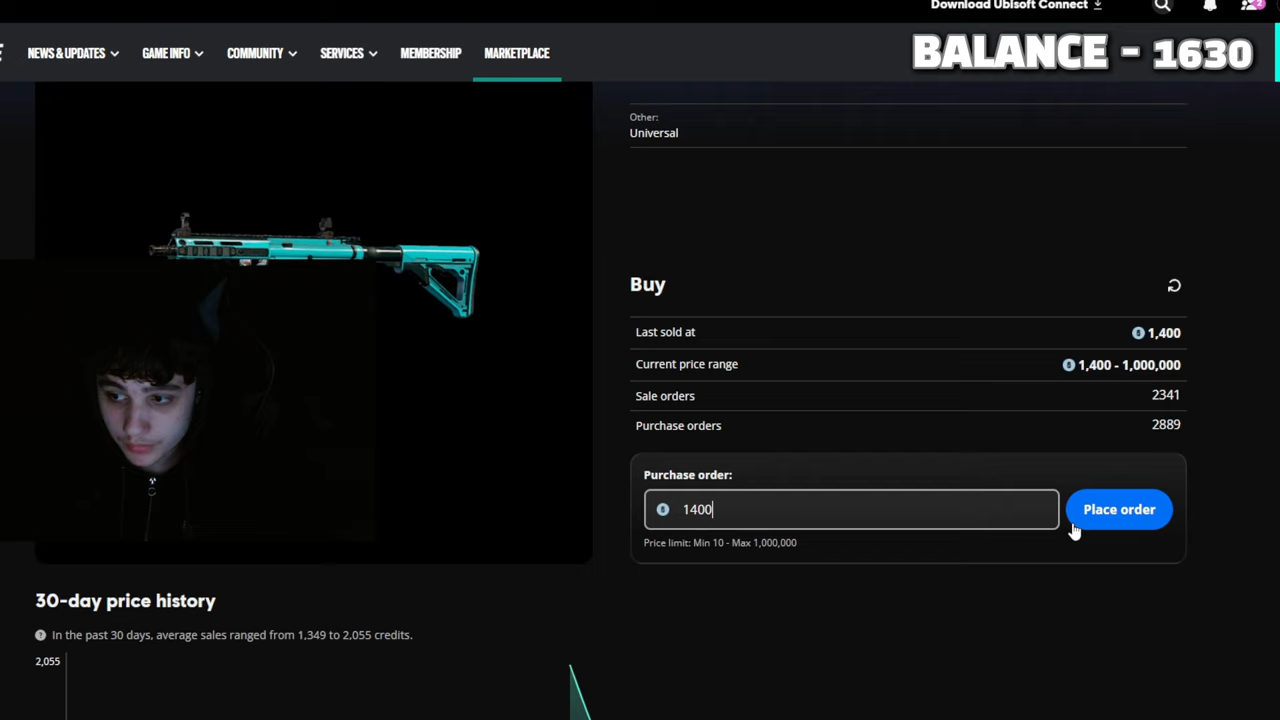 Download Ubisoft Connect
2
NEWS & UPDATES
GAME INFO
COMMUNITY
SERVICES
MEMBERSHIP
MARKETPLACE
BALANCE - 1630
Other:
Universal
Buy
Last sold at
1,400
Current price range
1,400 - 1,000,000
Sale orders
2341
Purchase orders
2889
Purchase order:
1400
Place order
Price limit: Min 10 - Max 1,000,000
30-day price history
In the past 30 days, average sales ranged from 1,349 to 2,055 credits.
2,055